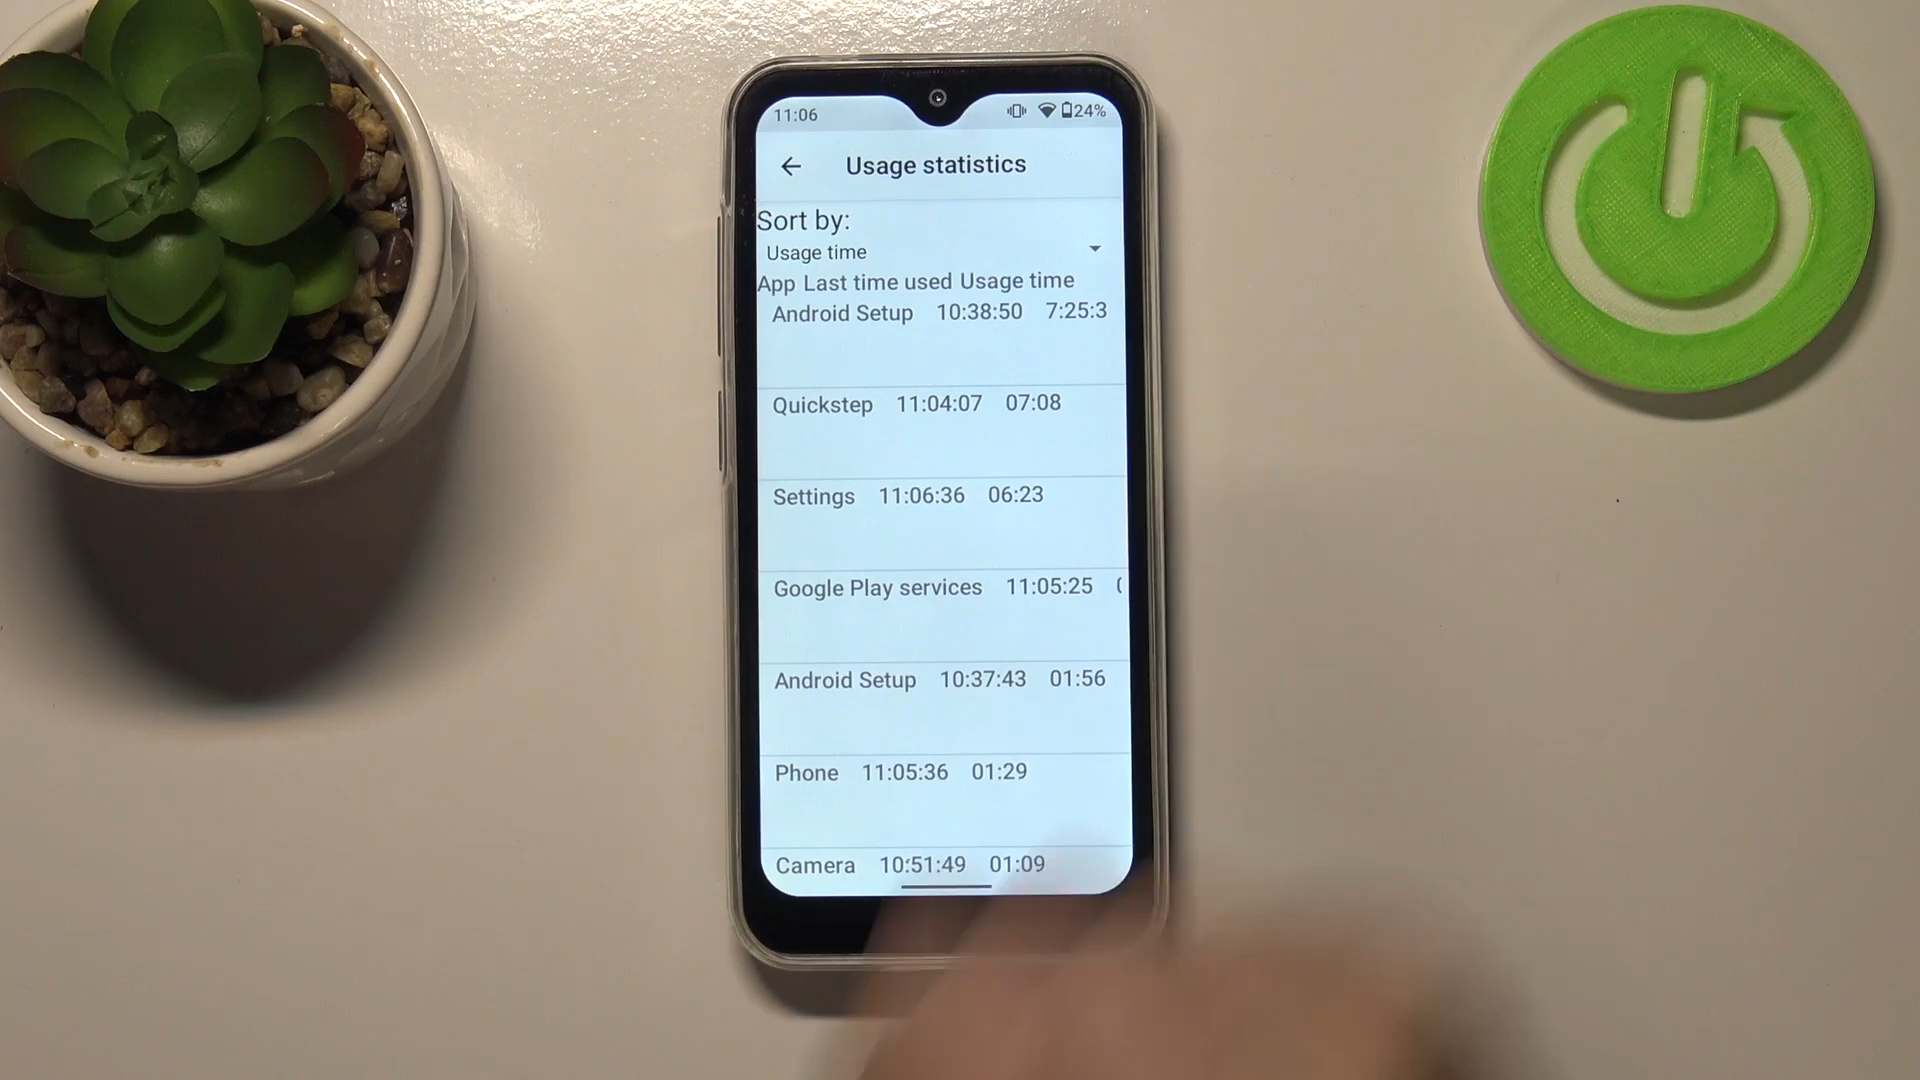 11:06 24%
Usage statistics
Sort by:
Usage time
App Last time used Usage time
Android Setup 10:38:50 7:25:3
Quickstep 11:04:07 07:08
Settings 11:06:36 06:23
Google Play services 11:05:25
Android Setup 10:37:43 01:56
Phone 11:05:36 01:29
Camera 10:51:49 01:09